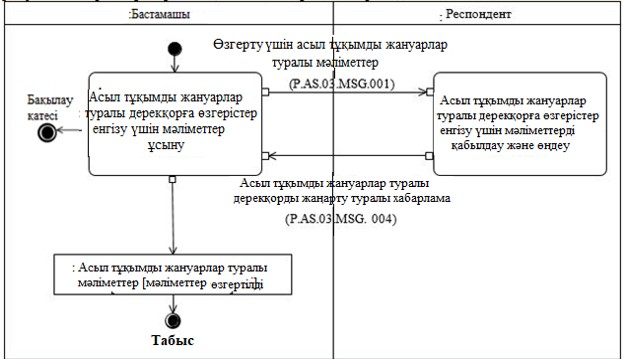 :Бастамашы
: Респондент
Өзгерту үшін асыл тұқымды жануарлар
туралы мәліметтер
(P.AS.03.MSG.001)
Бақылау
қатесі
Асыл тұқымды жануарлар
: туралы дерекқорға өзгерістер
енгізу үшін мәліметтер
ұсыну
Асыл тұқымды жануарлар
туралы дерекқорға өзгерістер
енгізу үшін мәліметтерді
қабылдау және өңдеу
Асыл тұқымды жануарлар туралы
дерекқорды жаңарту туралы хабарлама
(P.AS.03.MSG. 004)
: Асыл тұқымды жануарлар туралы
мәліметтер [мәліметтер өзгертілді]
Табыс